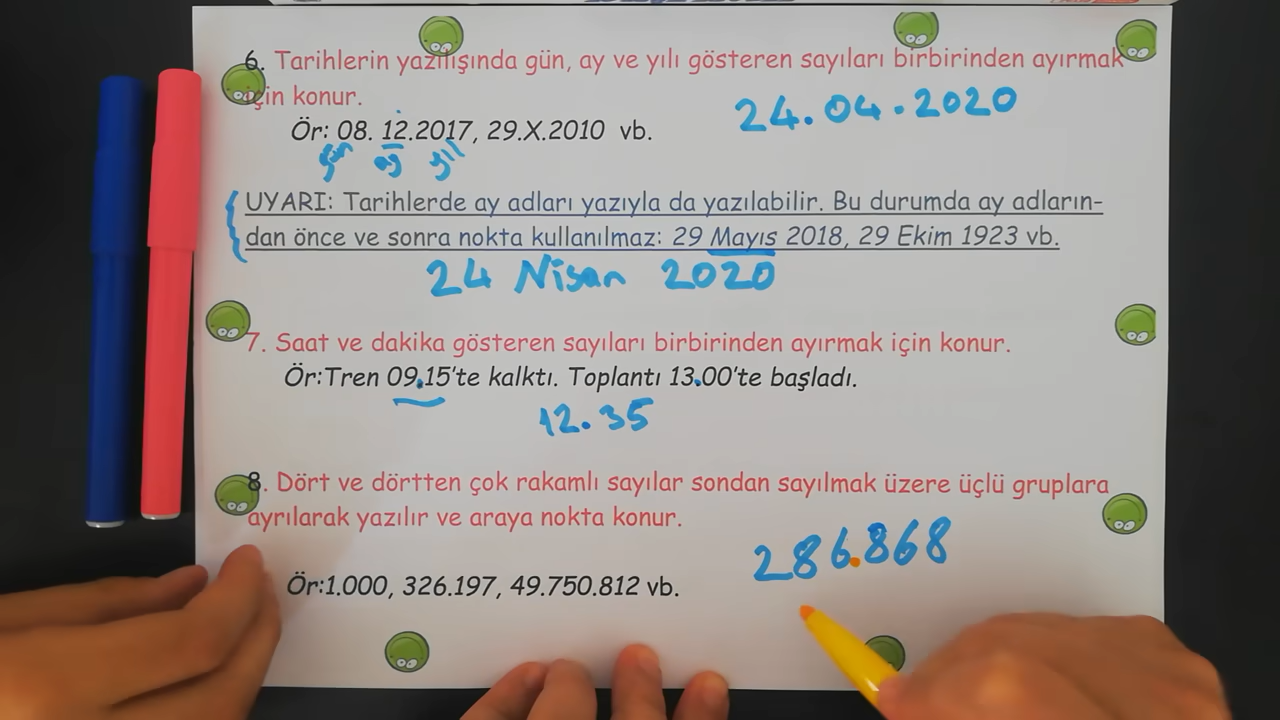 6. Tarihlerin yazılışında gün, ay ve yılı gösteren sayıları birbirinden ayırmak
için konur.
24.04.2020
Ör: 08. 12.2017, 29.X.2010 vb.
gün ay yıl
UYARI: Tarihlerde ay adları yazıyla da yazılabilir. Bu durumda ay adların-
dan önce ve sonra nokta kullanılmaz: 29 Mayıs 2018, 29 Ekim 1923 vb.
24 Nisan 2020
7. Saat ve dakika gösteren sayıları birbirinden ayırmak için konur.
Ör:Tren 09.15'te kalktı. Toplantı 13.00'te başladı.
12.35
8. Dört ve dörtten çok rakamlı sayılar sondan sayılmak üzere üçlü gruplara
ayrılarak yazılır ve araya nokta konur.
286.868
Ör:1.000, 326.197, 49.750.812 vb.